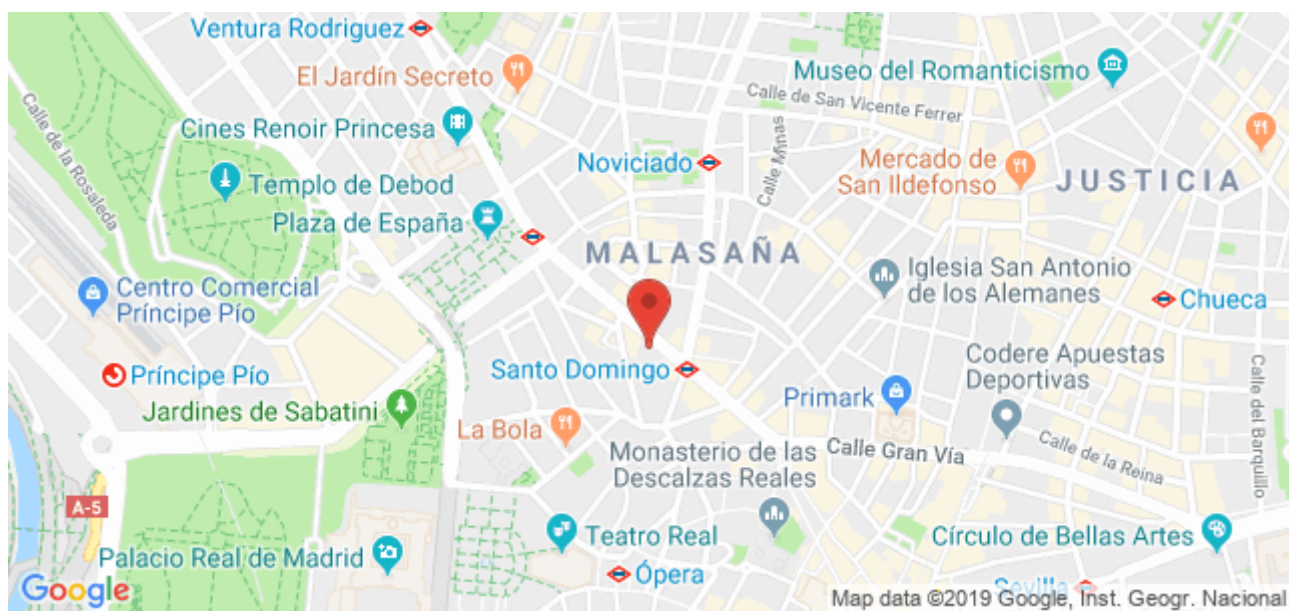 Ventura Rodriguez
El Jardín Secreto
Museo del Romanticismo
Calle de San Vicente Ferrer
Calle de la Rosaleda
Cines Renoir Princesa
Noviciado
Calle Minas
Mercado de
San Ildefonso
JUSTICIA
Templo de Debod
Plaza de España
MALASAÑA
Iglesia San Antonio
de los Alemanes
Centro Comercial
Príncipe Pío
Chueca
Príncipe Pío
Santo Domingo
Codere Apuestas
Deportivas
Primark
Jardines de Sabatini
La Bola
Monasterio de las
Descalzas Reales
Calle Gran Vía
Calle de la Reina
Calle del Barquillo
A-5
Teatro Real
Círculo de Bellas Artes
Palacio Real de Madrid
Ópera
Sevilla
Google
Map data ©2019 Google, Inst. Geogr. Nacional